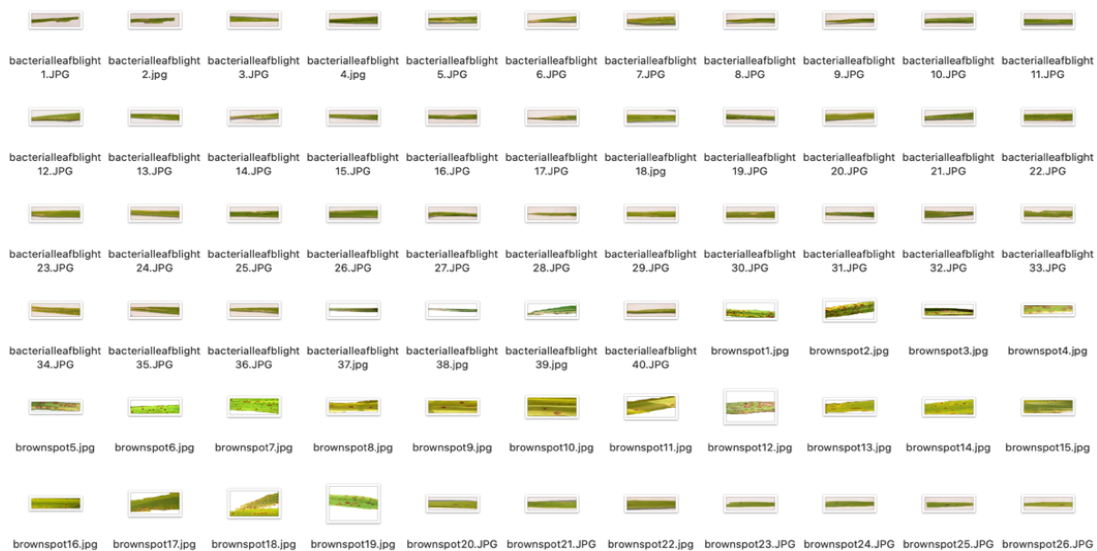 bacterialleafblight bacterialleafblight bacterialleafblight bacterialleafblight bacterialleafblight bacterialleafblight bacterialleafblight bacterialleafblight bacterialleafblight bacterialleafblight bacterialleafblight
1.JPG 2.jpg 3.JPG 4.jpg 5.JPG 6.JPG 7.JPG 8.JPG 9.JPG 10.JPG 11.JPG
bacterialleafblight bacterialleafblight bacterialleafblight bacterialleafblight bacterialleafblight bacterialleafblight bacterialleafblight bacterialleafblight bacterialleafblight bacterialleafblight bacterialleafblight
12.JPG 13.JPG 14.JPG 15.JPG 16.JPG 17.JPG 18.jpg 19.JPG 20.JPG 21.JPG 22.JPG
bacterialleafblight bacterialleafblight bacterialleafblight bacterialleafblight bacterialleafblight bacterialleafblight bacterialleafblight bacterialleafblight bacterialleafblight bacterialleafblight bacterialleafblight
23.JPG 24.JPG 25.JPG 26.JPG 27.JPG 28.JPG 29.JPG 30.JPG 31.JPG 32.JPG 33.JPG
bacterialleafblight bacterialleafblight bacterialleafblight bacterialleafblight bacterialleafblight bacterialleafblight bacterialleafblight brownspot1.jpg brownspot2.jpg brownspot3.jpg brownspot4.jpg
34.JPG 35.JPG 36.JPG 37.jpg 38.jpg 39.jpg 40.JPG
brownspot5.jpg brownspot6.jpg brownspot7.jpg brownspot8.jpg brownspot9.jpg brownspot10.jpg brownspot11.jpg brownspot12.jpg brownspot13.jpg brownspot14.jpg brownspot15.jpg
brownspot16.jpg brownspot17.jpg brownspot18.jpg brownspot19.jpg brownspot20.JPG brownspot21.JPG brownspot22.jpg brownspot23.JPG brownspot24.JPG brownspot25.JPG brownspot26.JPG